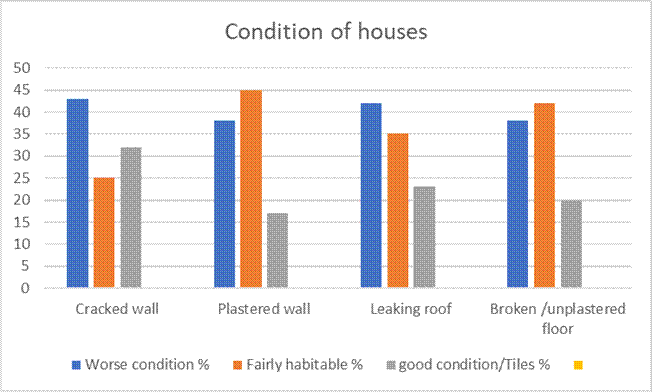 Condition of houses
50
45
40
35
30
25
20
15
10
5
0
Cracked wall
Plastered wall
Leaking roof
Broken /unplastered
floor
Worse condition %
Fairly habitable %
good condition/Tiles %